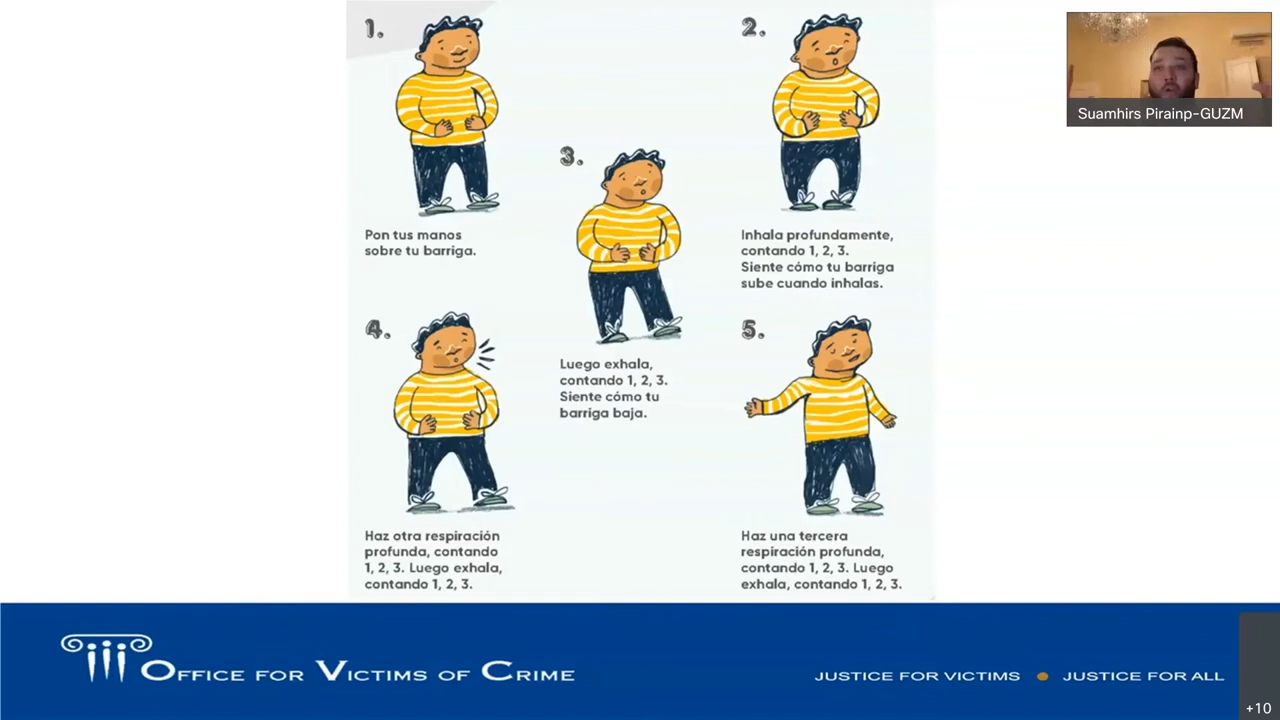 1.
Pon tus manos
sobre tu barriga.
2.
Inhala profundamente,
contando 1, 2, 3.
Siente cómo tu barriga
sube cuando inhalas.
3.
Luego exhala,
contando 1, 2, 3.
Siente cómo tu
barriga baja.
4.
Haz otra respiración
profunda, contando
1, 2, 3. Luego exhala,
contando 1, 2, 3.
5.
Haz una tercera
respiración profunda,
contando 1, 2, 3. Luego
exhala, contando 1, 2, 3.
Suamhirs Pirainp-GUZM
OFFICE FOR VICTIMS OF CRIME
JUSTICE FOR VICTIMS ● JUSTICE FOR ALL
+10